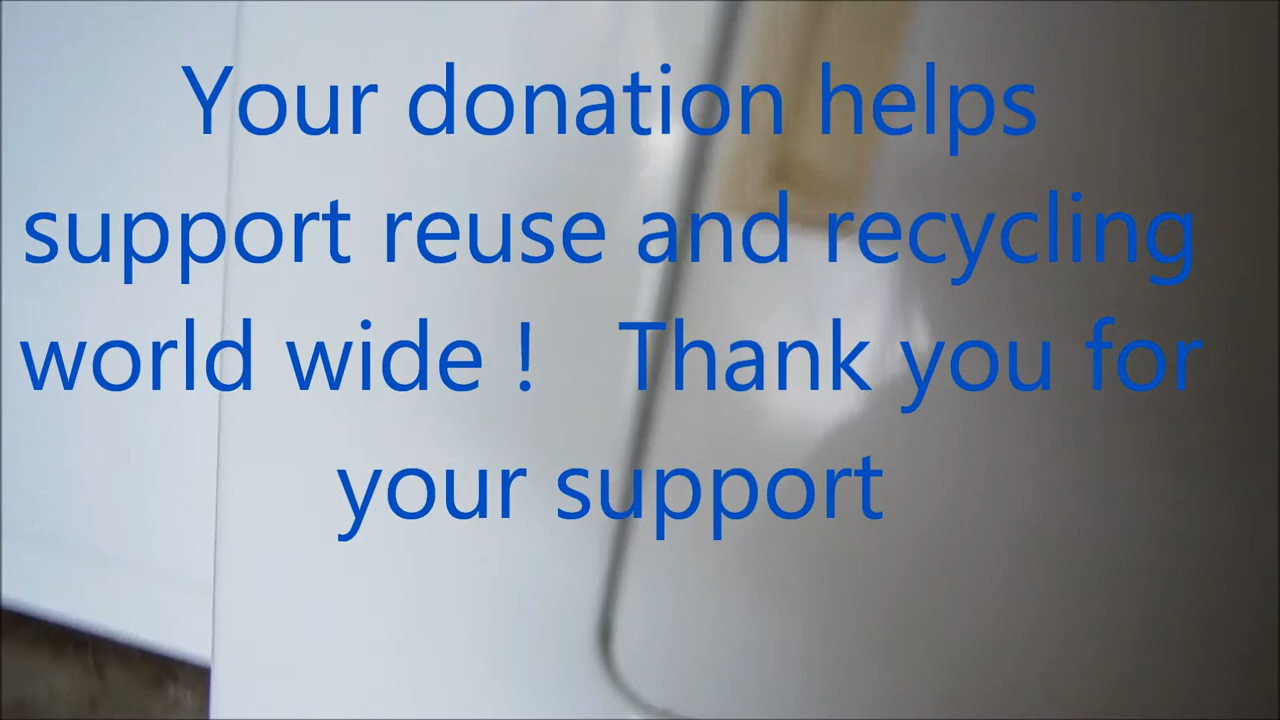 Your donation helps
support reuse and recycling
world wide !   Thank you for
your support